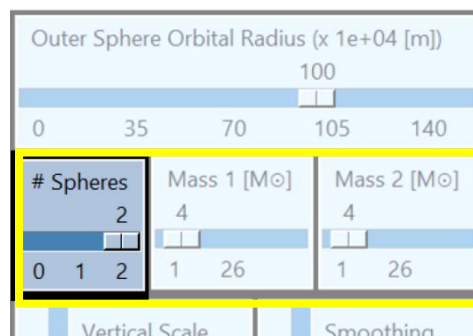 Outer Sphere Orbital Radius (x 1e+04 [m])
100
0 35 70 105 140
# Spheres Mass 1 [M⊙] Mass 2 [M⊙]
2 4 4
0 1 2 1 26 1 26
Vertical Scale Smoothing